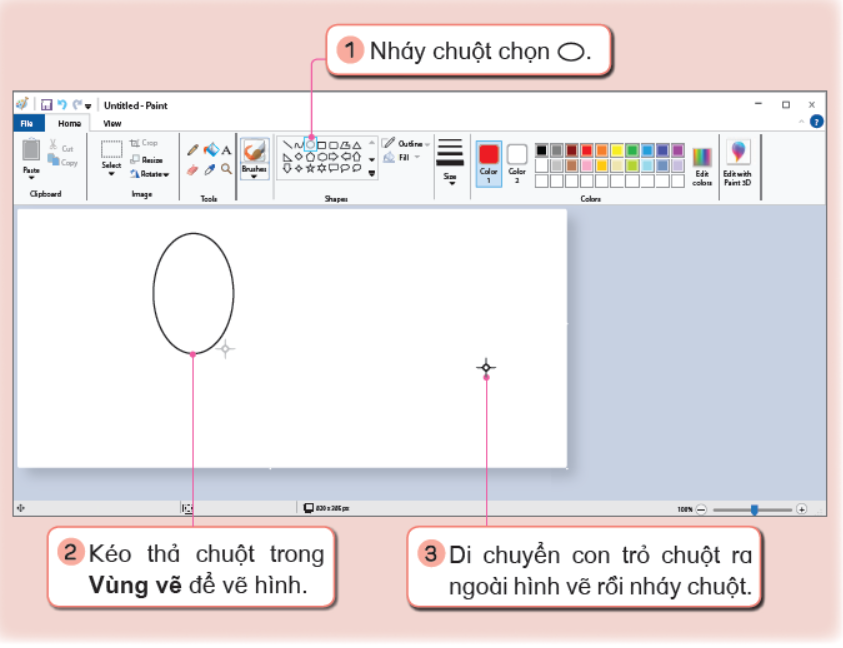 1 Nháy chuột chọn ⬭.
Untitled - Paint
File Home View
Paste
Cut
Copy
Clipboard
Select
Crop
Resize
Rotate
Image
A
Tools
Brushes
Outline
Fill
Shapes
Size
Color 1
Color 2
Colors
Edit colors
Edit with Paint 3D
100%
2 Kéo thả chuột trong
Vùng vẽ để vẽ hình.
3 Di chuyển con trỏ chuột ra
ngoài hình vẽ rồi nháy chuột.